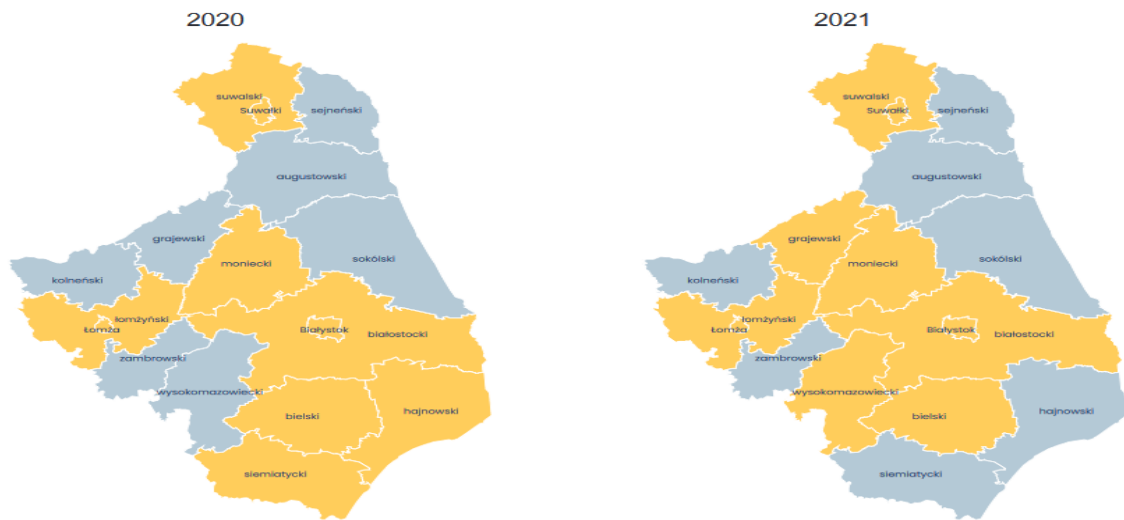 2020
2021
suwalski
Suwałki
sejneński
augustowski
grajewski
sokólski
moniecki
kolneński
łomżyński
Łomża
Białystok
białostocki
zambrowski
wysokomazowiecki
hajnowski
bielski
siemiatycki
suwalski
Suwałki
sejneński
augustowski
grajewski
sokólski
moniecki
kolneński
łomżyński
Łomża
Białystok
białostocki
zambrowski
wysokomazowiecki
hajnowski
bielski
siemiatycki